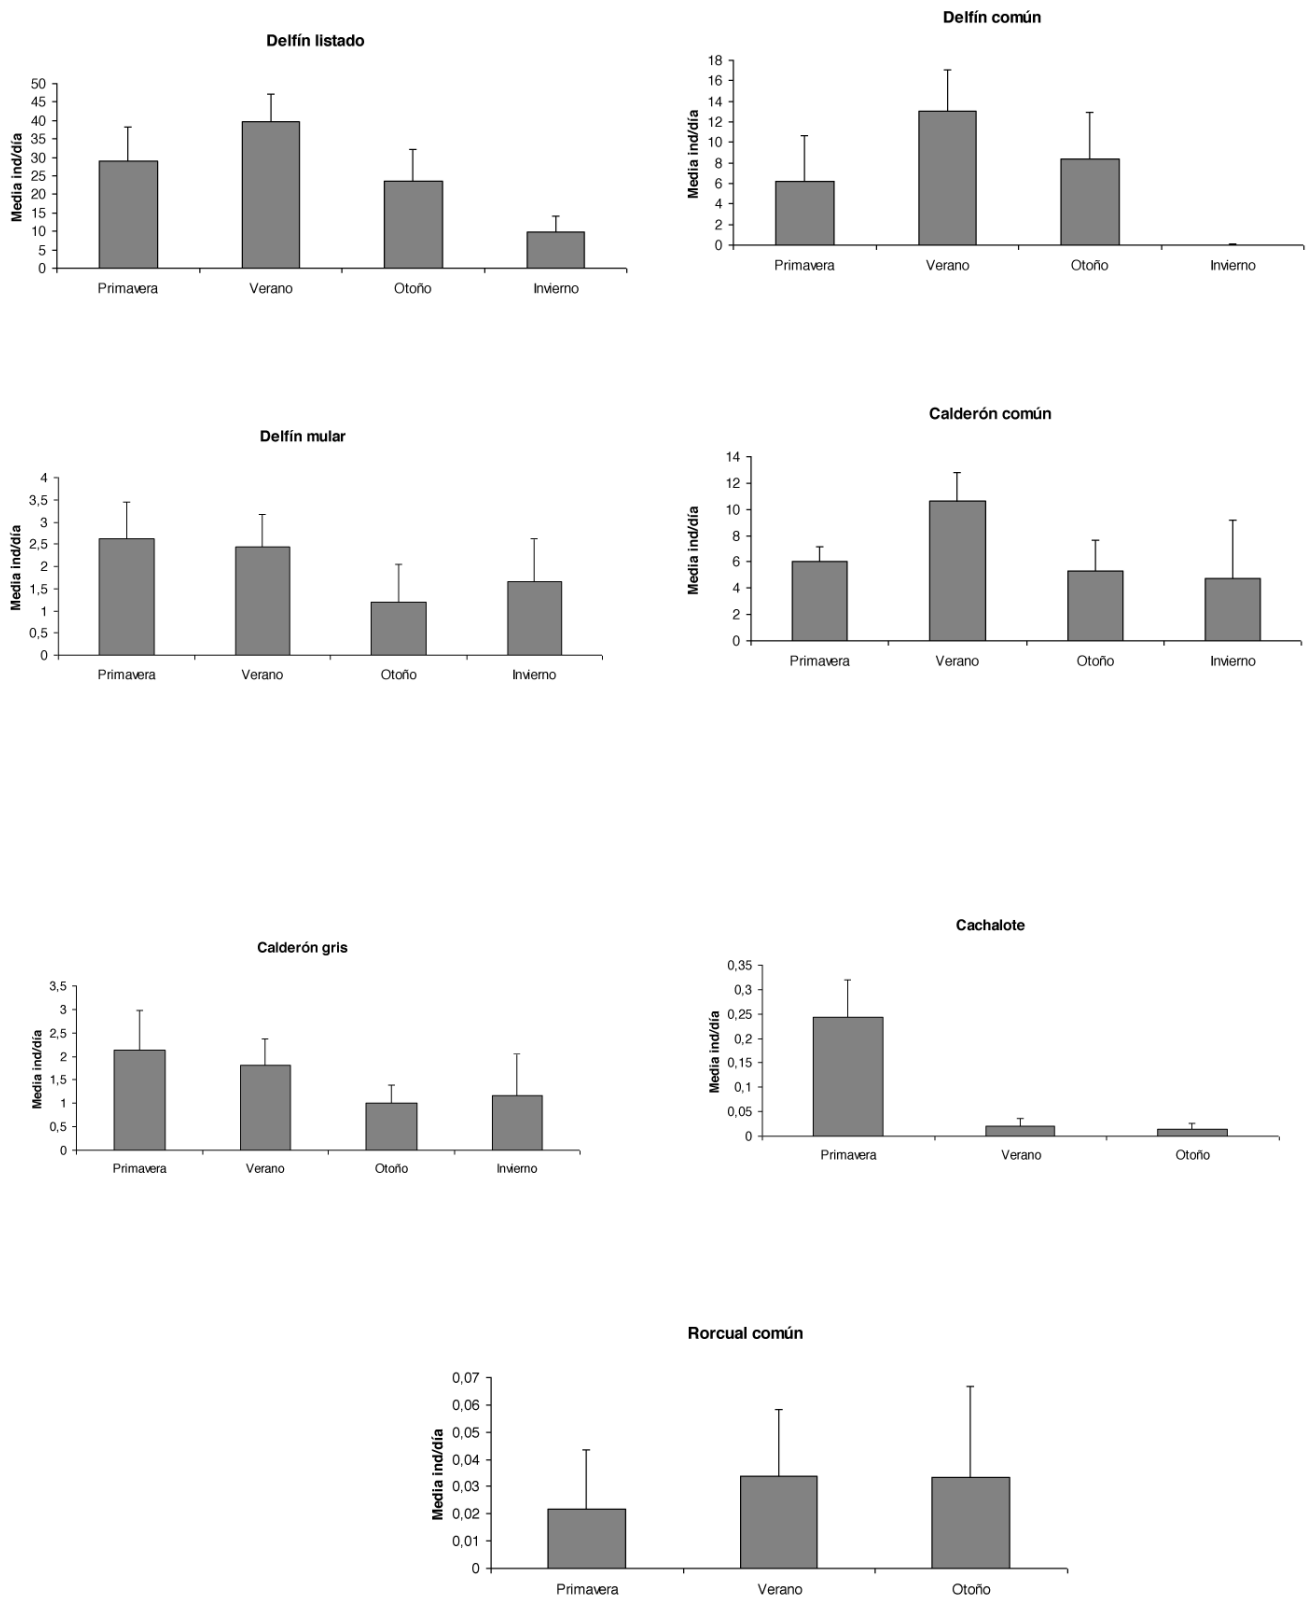 Delfín listado
Media ind/día
50
45
40
35
30
25
20
15
10
5
0
Primavera Verano Otoño Invierno
Delfín común
Media ind/día
18
16
14
12
10
8
6
4
2
0
Primavera Verano Otoño Invierno
Delfín mular
Media ind/día
4
3,5
3
2,5
2
1,5
1
0,5
0
Primavera Verano Otoño Invierno
Calderón común
Media ind/día
14
12
10
8
6
4
2
0
Primavera Verano Otoño Invierno
Calderón gris
Media ind/día
3,5
3
2,5
2
1,5
1
0,5
0
Primavera Verano Otoño Invierno
Cachalote
Media ind/día
0,35
0,3
0,25
0,2
0,15
0,1
0,05
0
Primavera Verano Otoño
Rorcual común
Media ind/día
0,07
0,06
0,05
0,04
0,03
0,02
0,01
0
Primavera Verano Otoño